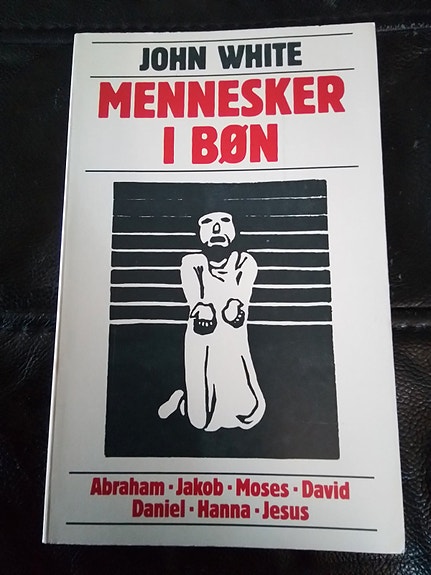 JOHN WHITE
MENNESKER
I BØN
Abraham · Jakob · Moses · David
Daniel · Hanna · Jesus